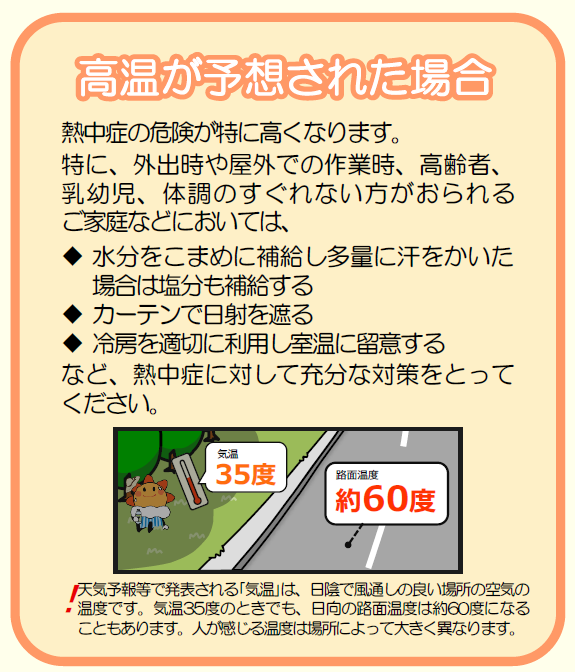 高温が予想された場合
熱中症の危険が特に高くなります。
特に、外出時や屋外での作業時、高齢者、
乳幼児、体調のすぐれない方がおられる
ご家庭などにおいては、
◆ 水分をこまめに補給し多量に汗をかいた
場合は塩分も補給する
◆ カーテンで日射を遮る
◆ 冷房を適切に利用し室温に留意する
など、熱中症に対して充分な対策をとって
ください。
気温
35度
路面温度
約60度
!天気予報等で発表される｢気温｣は、日陰で風通しの良い場所の空気の
温度です。気温35度のときでも、日向の路面温度は約60度になる
こともあります。人が感じる温度は場所によって大きく異なります。